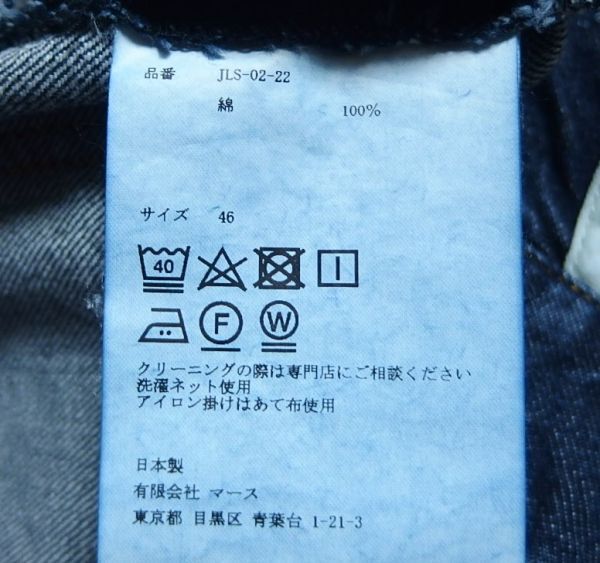 品番 JLS-02-22
綿 100%
サイズ 46
40
F W
クリーニングの際は専門店にご相談ください
洗濯ネット使用
アイロン掛けはあて布使用
日本製
有限会社 マース
東京都 目黒区 青葉台 1-21-3